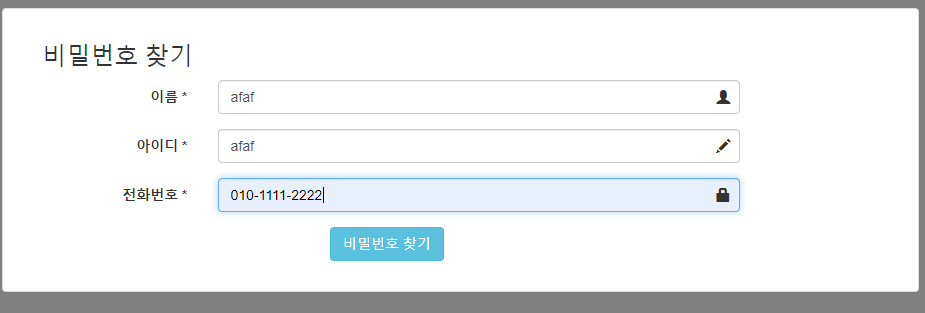 비밀번호 찾기
이름 * afaf
아이디 * afaf
전화번호 * 010-1111-2222
비밀번호 찾기